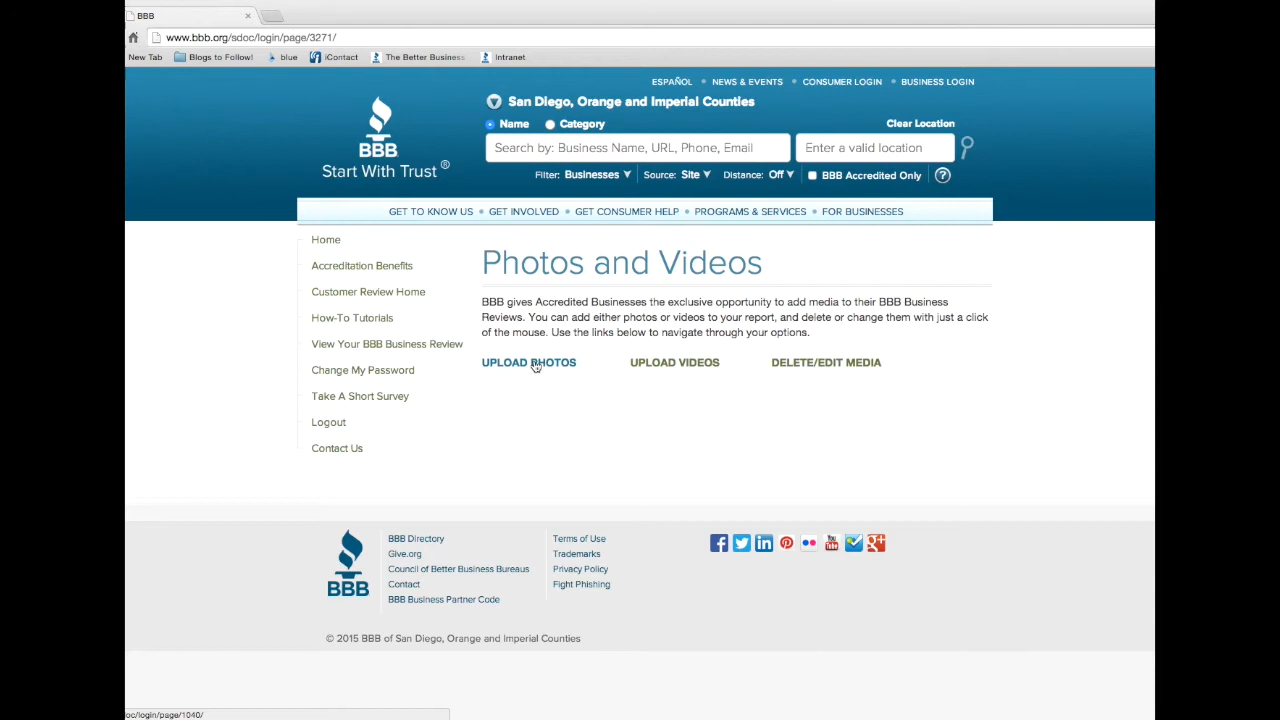 BBB
www.bbb.org/sdoc/login/page/3271/
New Tab Blogs to Follow! blue iContact The Better Business Intranet
ESPAÑOL NEWS & EVENTS CONSUMER LOGIN BUSINESS LOGIN
San Diego, Orange and Imperial Counties
Name Category Clear Location
BBB
Start With Trust ®
Search by: Business Name, URL, Phone, Email Enter a valid location
Filter: Businesses Source: Site Distance: Off BBB Accredited Only ?
GET TO KNOW US GET INVOLVED GET CONSUMER HELP PROGRAMS & SERVICES FOR BUSINESSES
Home
Accreditation Benefits
Customer Review Home
How-To Tutorials
View Your BBB Business Review
Change My Password
Take A Short Survey
Logout
Contact Us
Photos and Videos
BBB gives Accredited Businesses the exclusive opportunity to add media to their BBB Business
Reviews. You can add either photos or videos to your report, and delete or change them with just a click
of the mouse. Use the links below to navigate through your options.
UPLOAD PHOTOS UPLOAD VIDEOS DELETE/EDIT MEDIA
BBB
BBB Directory
Give.org
Council of Better Business Bureaus
Contact
BBB Business Partner Code
Terms of Use
Trademarks
Privacy Policy
Fight Phishing
You Tube
© 2015 BBB of San Diego, Orange and Imperial Counties
oc/login/page/1040/